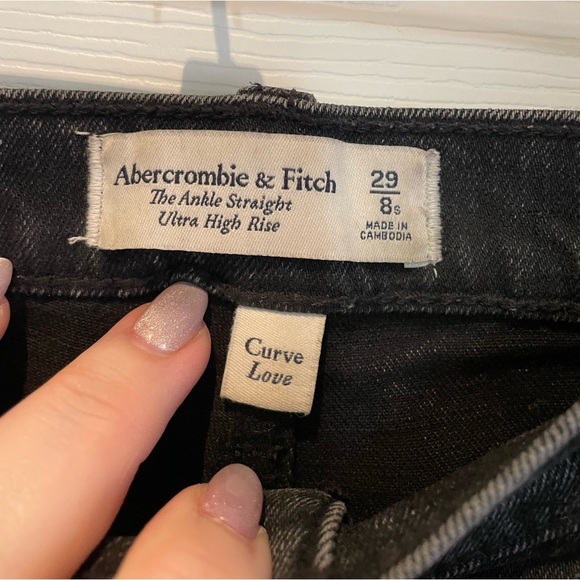 Abercrombie & Fitch
The Ankle Straight
Ultra High Rise
29
8s
MADE IN
CAMBODIA
Curve
Love